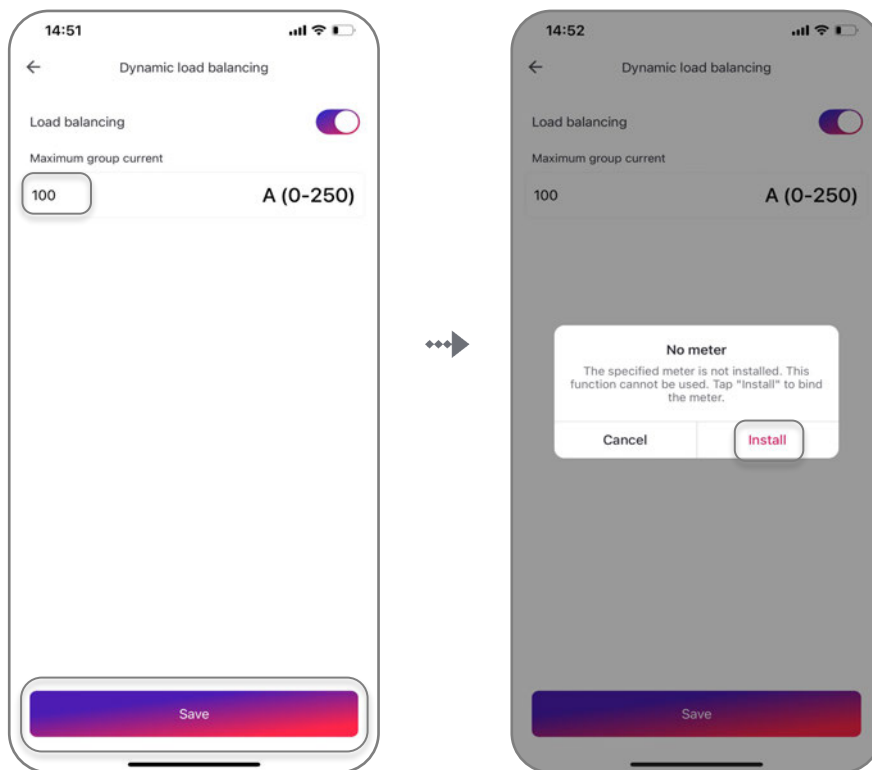 14:51
Dynamic load balancing
Load balancing
Maximum group current
100 A (0-250)
Save
14:52
Dynamic load balancing
Load balancing
Maximum group current
100 A (0-250)
No meter
The specified meter is not installed. This
function cannot be used. Tap "Install" to bind
the meter.
Cancel Install
Save